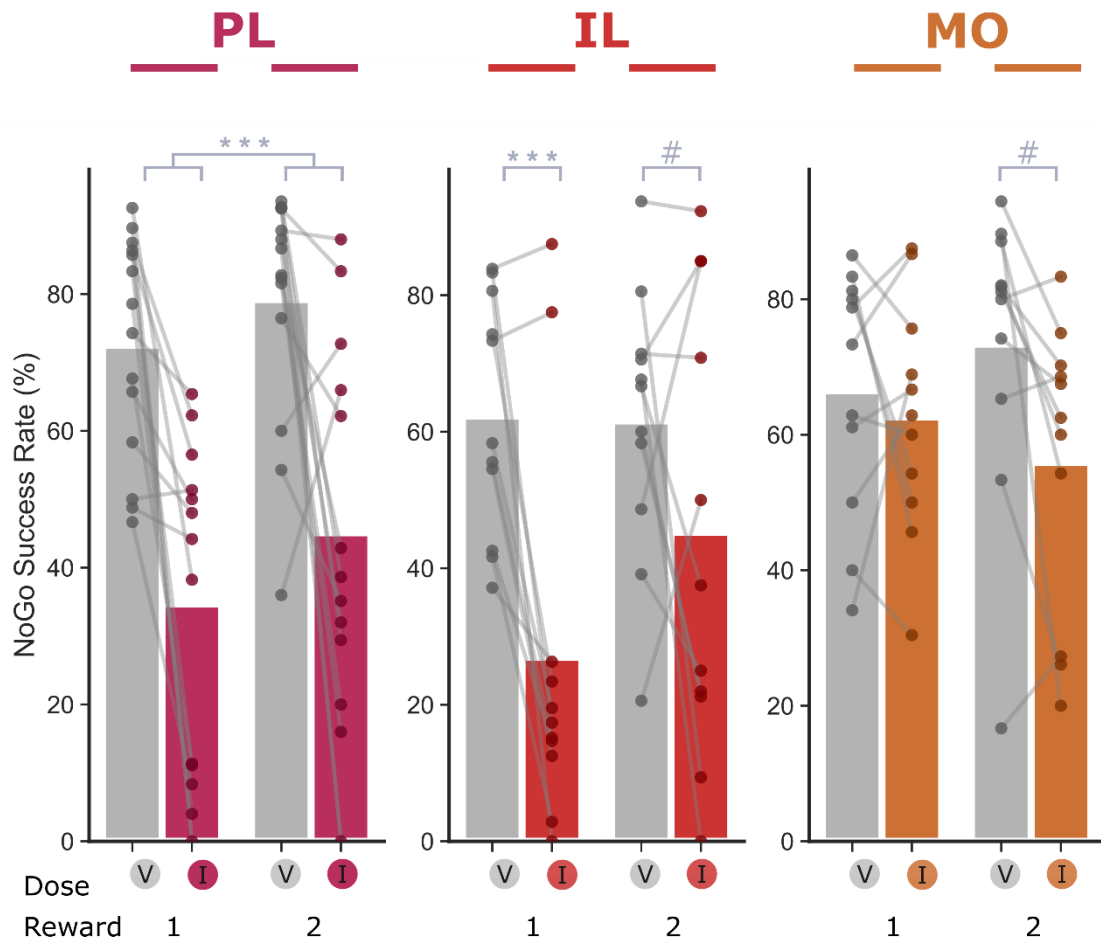 PL IL MO
*** *** # #
80 80 80
60 60 60
40 40 40
20 20 20
0 0 0
NoGo Success Rate (%)
Dose V I V I V I V I V I V I
Reward 1 2 1 2 1 2